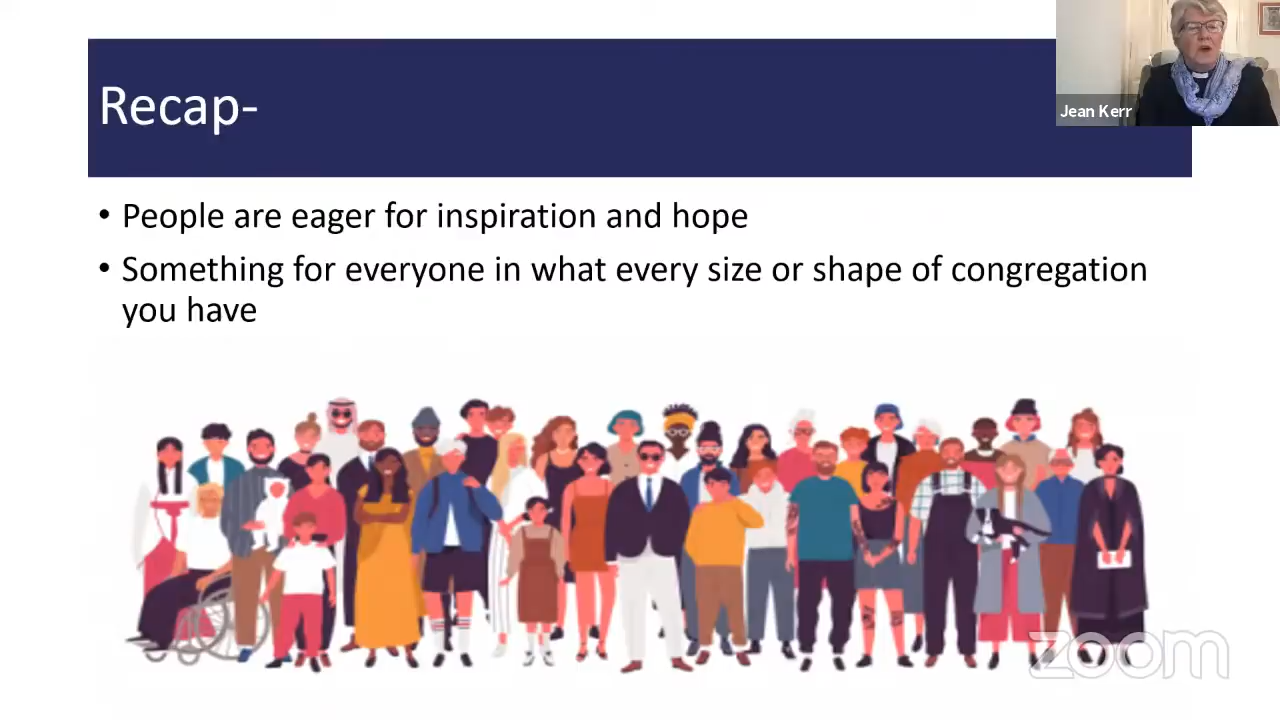 Recap-
Jean Kerr
• People are eager for inspiration and hope
• Something for everyone in what every size or shape of congregation
you have
zoom